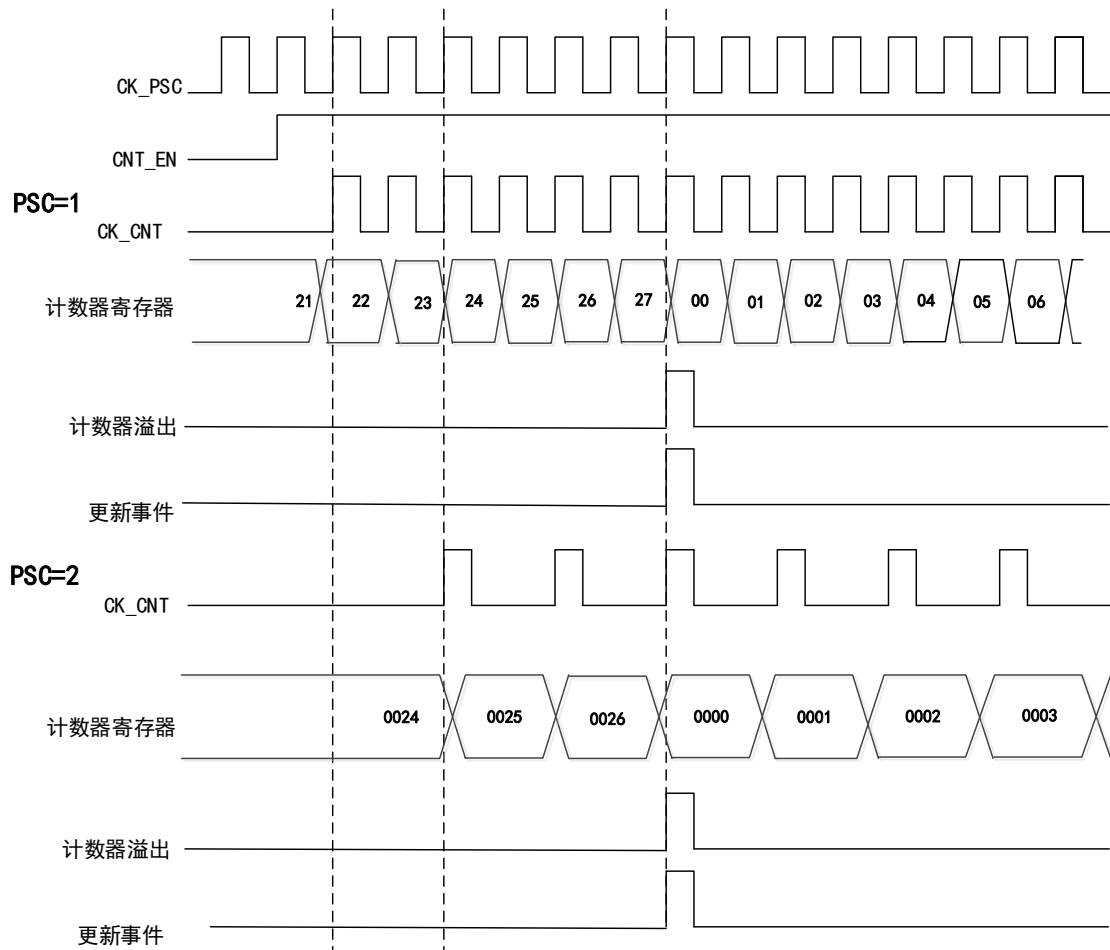 CK_PSC
CNT_EN
PSC=1
CK_CNT
计数器寄存器 21 22 23 24 25 26 27 00 01 02 03 04 05 06
计数器溢出
更新事件
PSC=2
CK_CNT
计数器寄存器 0024 0025 0026 0000 0001 0002 0003
计数器溢出
更新事件